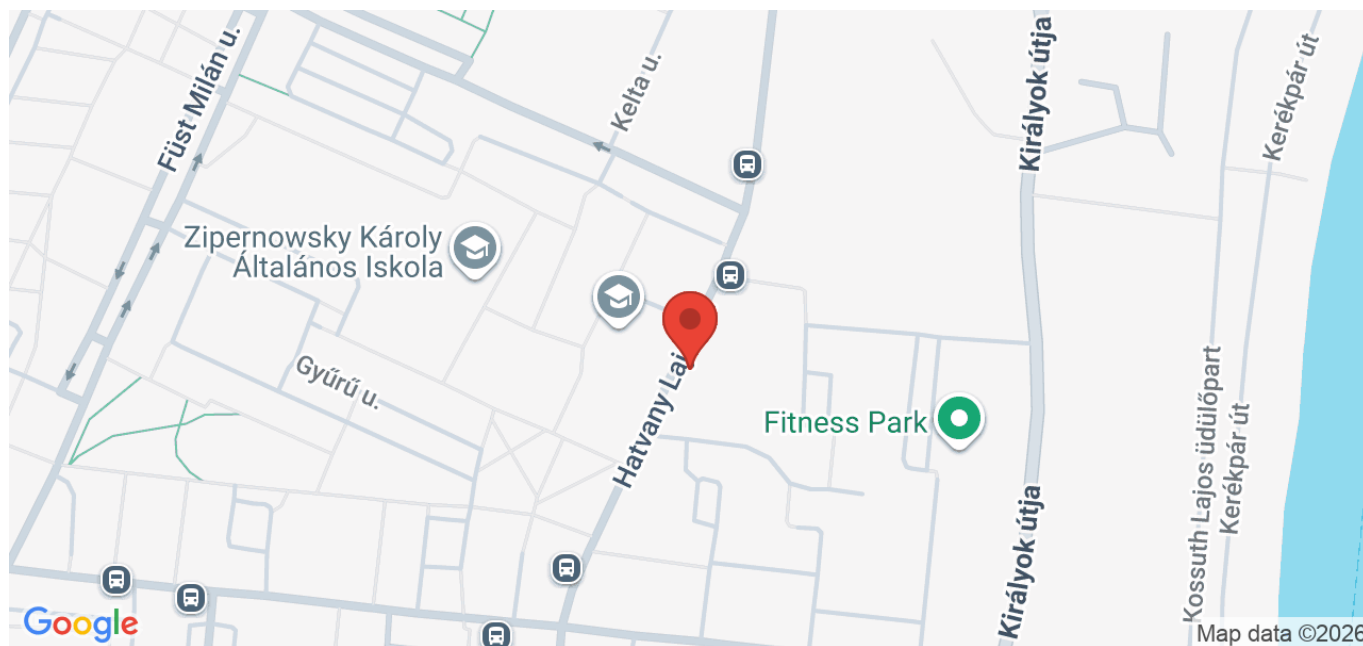 Füst Milán u.
Kelta u.
Királyok útja
Kerékpár út
Zipernowsky Károly
Általános Iskola
Gyűrű u.
Hatvany Laj
Fitness Park
Kossuth Lajos üdülőpart
Kerékpár út
Királyok útja
Google
Map data ©2026